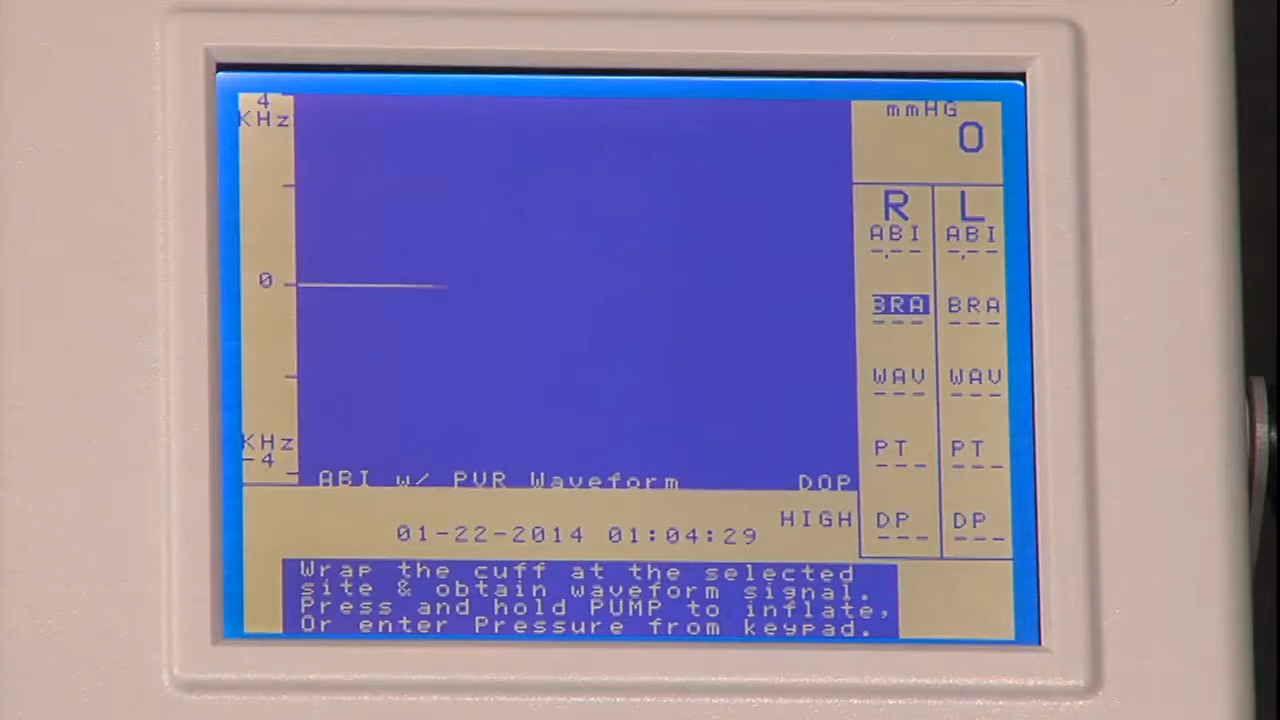 4
KHz
mmHG
0
R L
ABI ABI
-.-- -.--
0
BRA BRA
--- ---
WAV WAV
--- ---
KHz
-4
PT PT
--- ---
ABI w/ PVR Waveform DOP
HIGH
DP DP
--- ---
01-22-2014 01:04:29
Wrap the cuff at the selected
site & obtain waveform signal.
Press and hold PUMP to inflate,
Or enter Pressure from keypad.